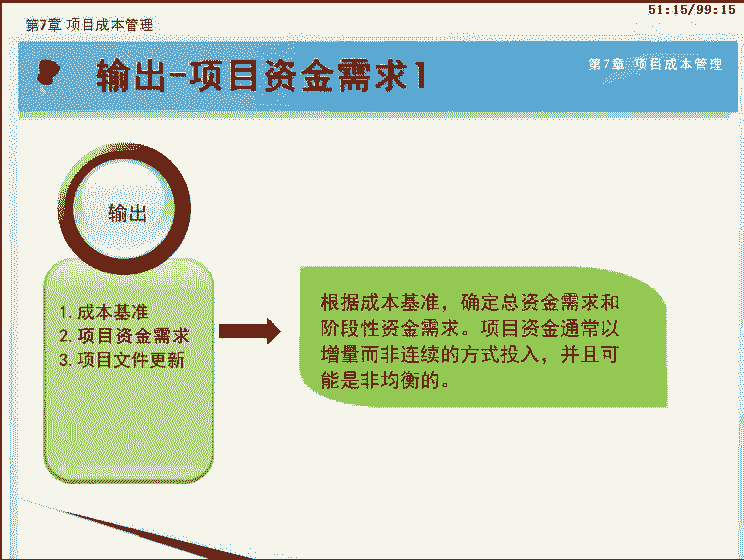 51:15/99:15
第7章 项目成本管理
输出-项目资金需求1
第7章 项目成本管理
输出
1. 成本基准
2. 项目资金需求
3. 项目文件更新
根据成本基准，确定总资金需求和
阶段性资金需求。项目资金通常以
增量而非连续的方式投入，并且可
能是非均衡的。